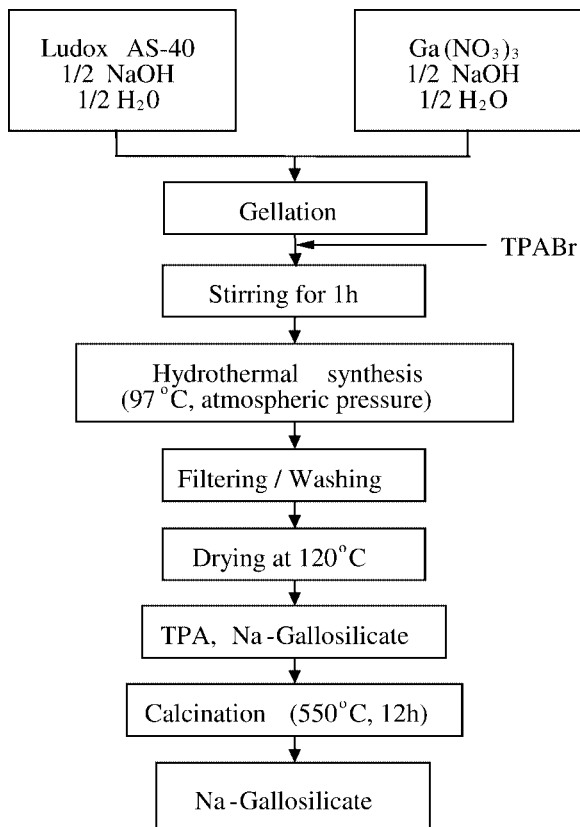 Ludox AS-40
1/2 NaOH
1/2 H₂0
Ga(NO₃)₃
1/2 NaOH
1/2 H₂O
Gellation
TPABr
Stirring for 1h
Hydrothermal synthesis
(97°C, atmospheric pressure)
Filtering / Washing
Drying at 120°C
TPA, Na-Gallosilicate
Calcination (550°C, 12h)
Na-Gallosilicate